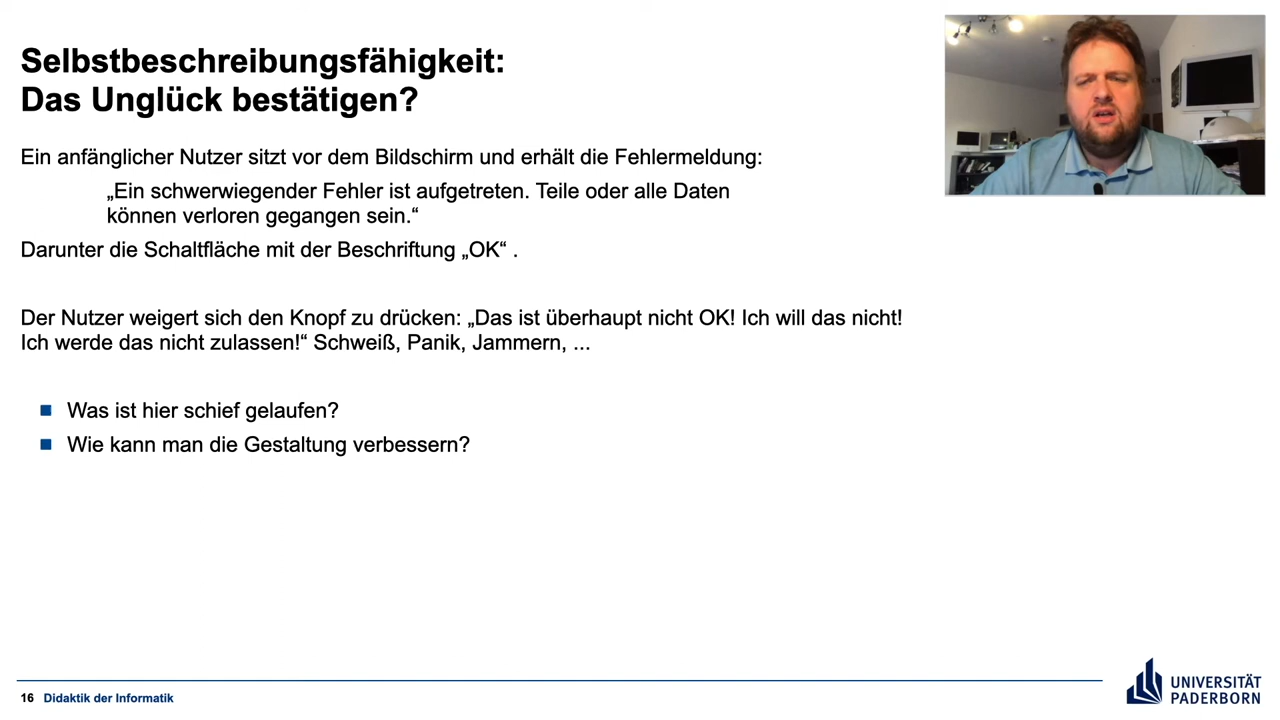 Selbstbeschreibungsfähigkeit:
Das Unglück bestätigen?
Ein anfänglicher Nutzer sitzt vor dem Bildschirm und erhält die Fehlermeldung:
„Ein schwerwiegender Fehler ist aufgetreten. Teile oder alle Daten
können verloren gegangen sein.“
Darunter die Schaltfläche mit der Beschriftung „OK“ .
Der Nutzer weigert sich den Knopf zu drücken: „Das ist überhaupt nicht OK! Ich will das nicht!
Ich werde das nicht zulassen!“ Schweiß, Panik, Jammern, ...
Was ist hier schief gelaufen?
Wie kann man die Gestaltung verbessern?
16 Didaktik der Informatik
UNIVERSITÄT
PADERBORN